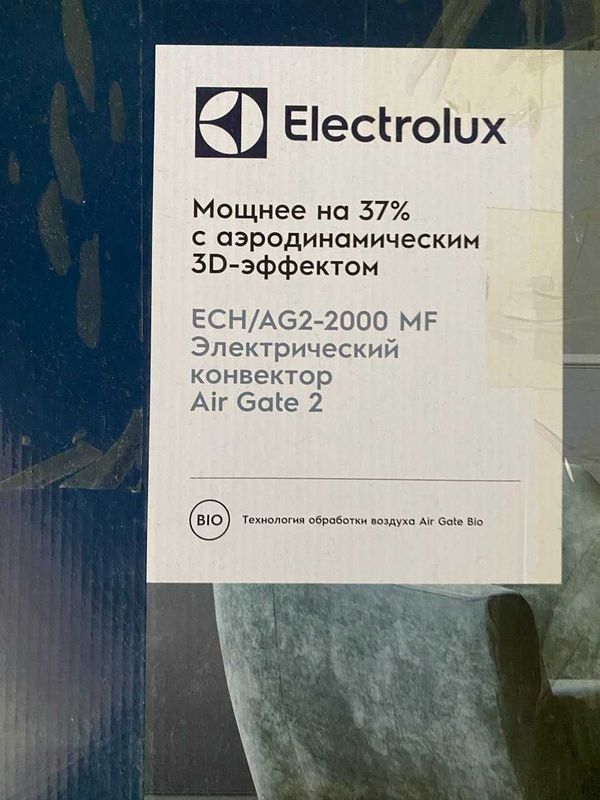 Electrolux
Мощнее на 37%
с аэродинамическим
3D-эффектом
ECH/AG2-2000 MF
Электрический
конвектор
Air Gate 2
BIO Технология обработки воздуха Air Gate Bio